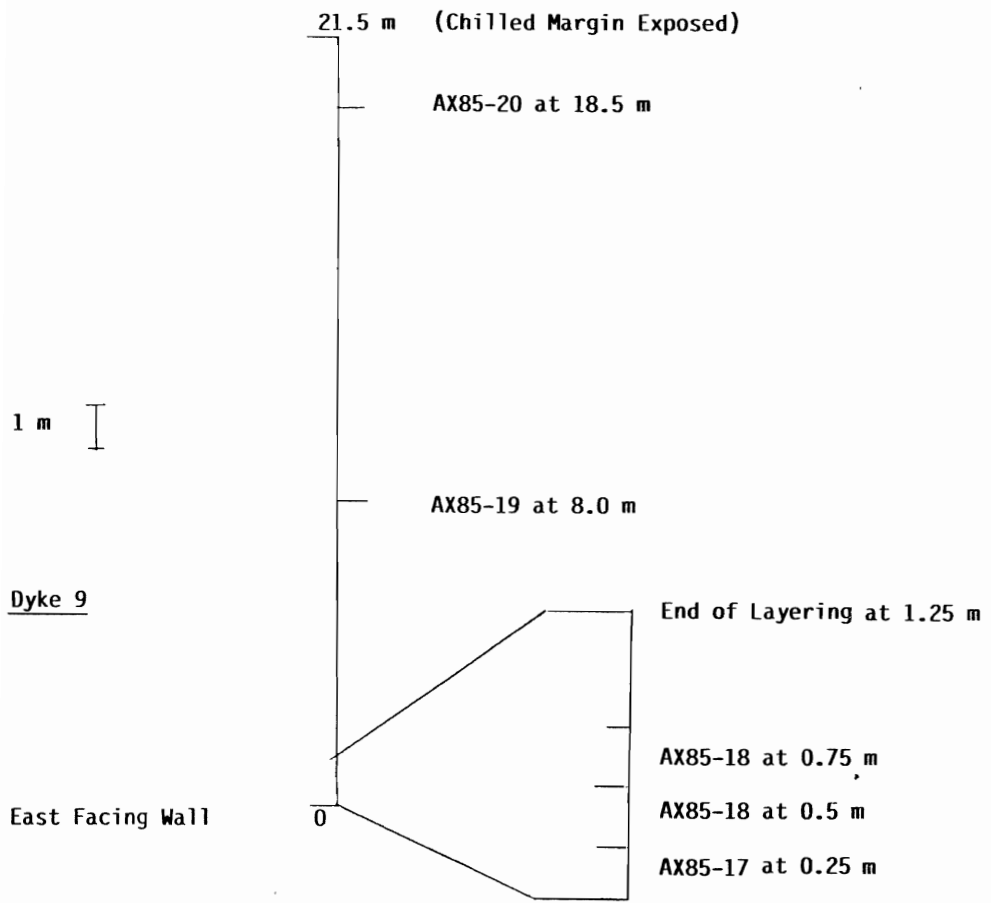 21.5 m (Chilled Margin Exposed)
AX85-20 at 18.5 m
1 m
AX85-19 at 8.0 m
Dyke 9
End of Layering at 1.25 m
AX85-18 at 0.75 m
East Facing Wall
0
AX85-18 at 0.5 m
AX85-17 at 0.25 m